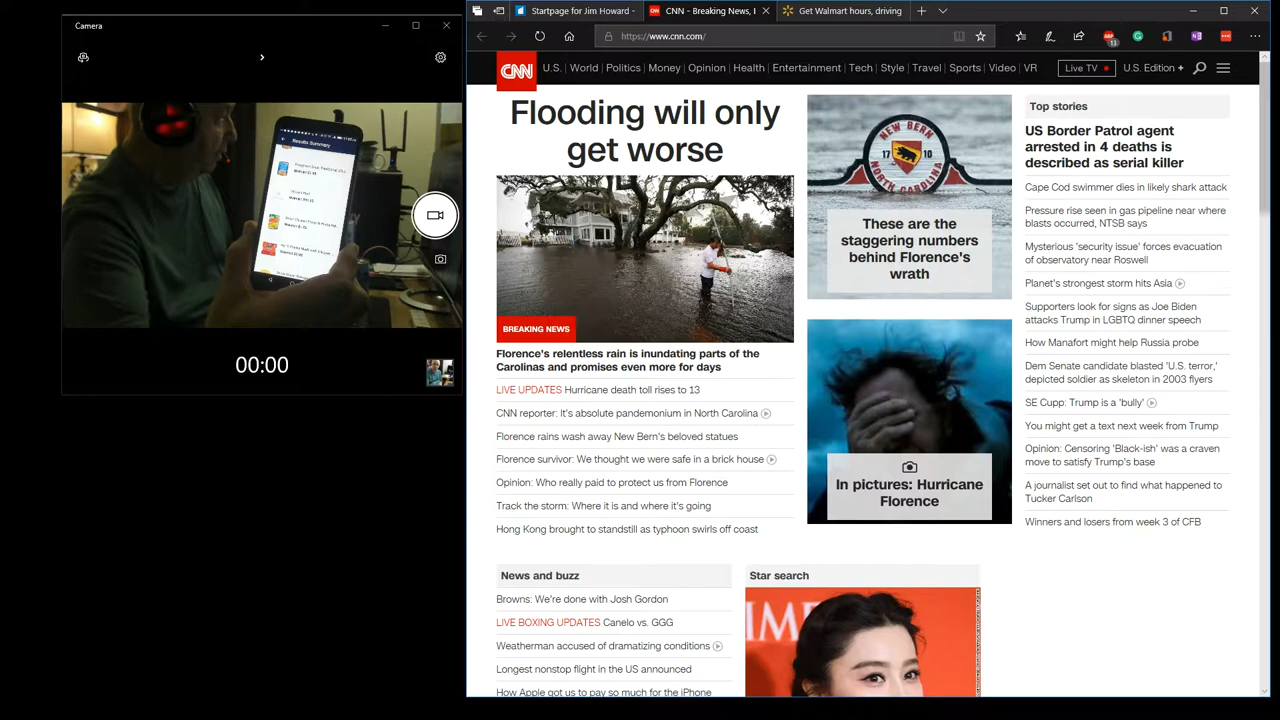 Camera
Results Summary
00:00
Startpage for Jim Howard -
CNN - Breaking News, l
Get Walmart hours, driving
https://www.cnn.com/
13
CNN
U.S. | World | Politics | Money | Opinion | Health | Entertainment | Tech | Style | Travel | Sports | Video | VR
Live TV
U.S. Edition +
Flooding will only
get worse
BREAKING NEWS
Florence's relentless rain is inundating parts of the
Carolinas and promises even more for days
LIVE UPDATES Hurricane death toll rises to 13
CNN reporter: It's absolute pandemonium in North Carolina
Florence rains wash away New Bern's beloved statues
Florence survivor: We thought we were safe in a brick house
Opinion: Who really paid to protect us from Florence
Track the storm: Where it is and where it's going
Hong Kong brought to standstill as typhoon swirls off coast
NEW BERN
17 10
NORTH CAROLINA
These are the
staggering numbers
behind Florence's
wrath
In pictures: Hurricane
Florence
Top stories
US Border Patrol agent
arrested in 4 deaths is
described as serial killer
Cape Cod swimmer dies in likely shark attack
Pressure rise seen in gas pipeline near where
blasts occurred, NTSB says
Mysterious 'security issue' forces evacuation
of observatory near Roswell
Planet's strongest storm hits Asia
Supporters look for signs as Joe Biden
attacks Trump in LGBTQ dinner speech
How Manafort might help Russia probe
Dem Senate candidate blasted 'U.S. terror,'
depicted soldier as skeleton in 2003 flyers
SE Cupp: Trump is a 'bully'
You might get a text next week from Trump
Opinion: Censoring 'Black-ish' was a craven
move to satisfy Trump's base
A journalist set out to find what happened to
Tucker Carlson
Winners and losers from week 3 of CFB
News and buzz
Browns: We're done with Josh Gordon
LIVE BOXING UPDATES Canelo vs. GGG
Weatherman accused of dramatizing conditions
Longest nonstop flight in the US announced
How Apple got us to pay so much for the iPhone
Star search